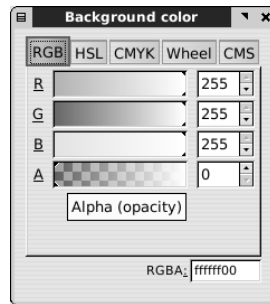 Background color
RGB HSL CMYK Wheel CMS
R 255
G 255
B 255
A 0
Alpha (opacity)
RGBA: ffffff00